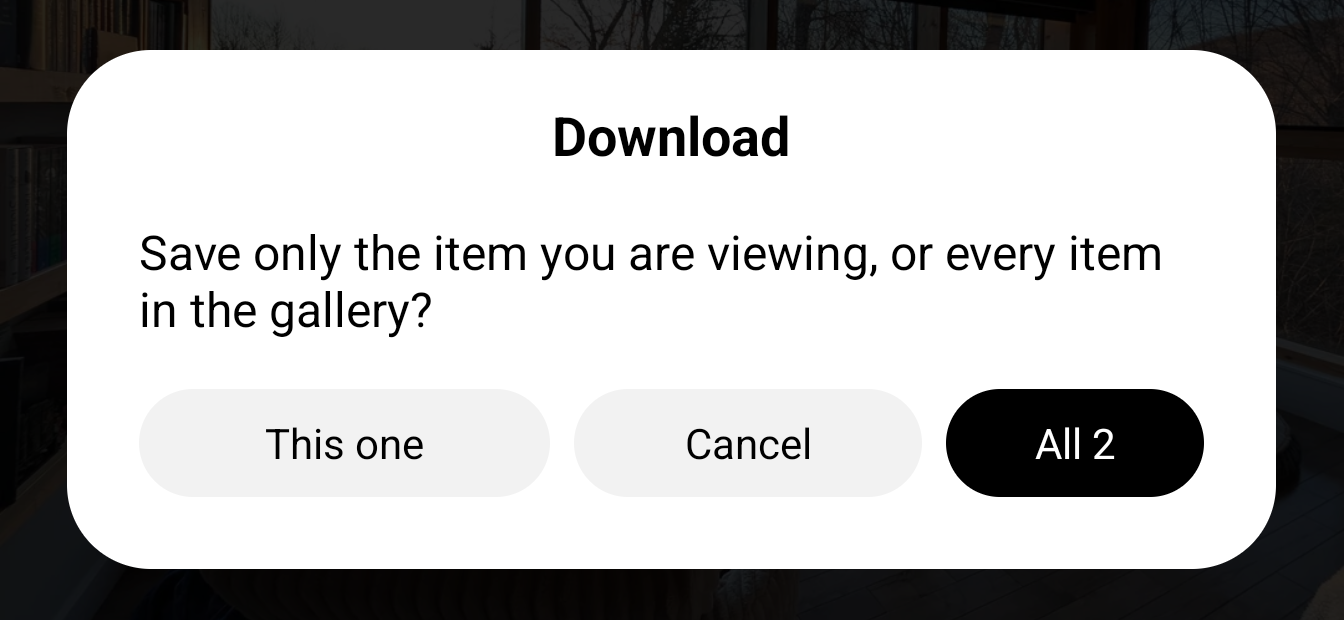 Download
Save only the item you are viewing, or every item
in the gallery?
This one
Cancel
All 2